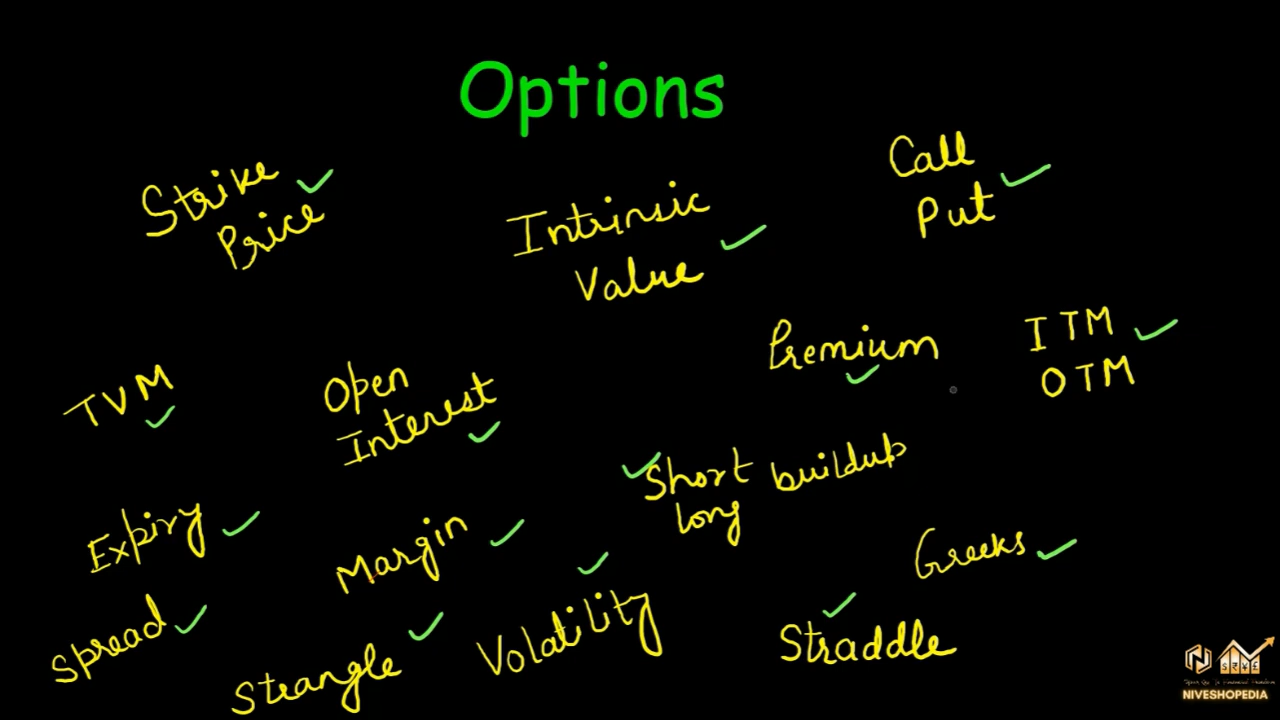 Options
Strike
Price
Intrinsic
Value
Call
Put
TVM
Open
Interest
Premium
ITM
OTM
Short buildup
long
Expiry
Margin
Greeks
Spread
Strangle
Volatility
Straddle
NIVESHOPEDIA